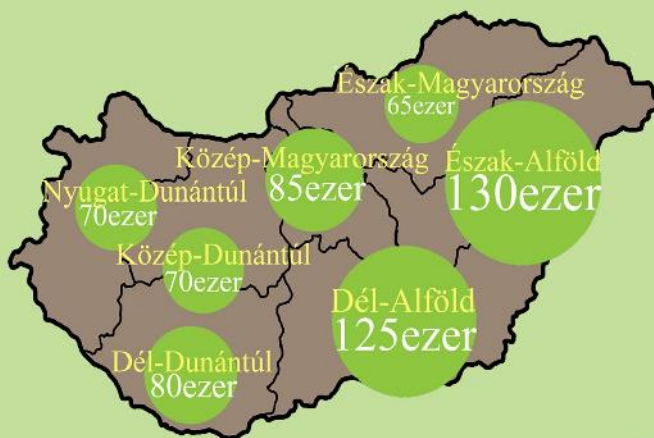 Észak-Magyarország
65ezer
Közép-Magyarország
85ezer
Észak-Alföld
130ezer
Nyugat-Dunántúl
70ezer
Közép-Dunántúl
70ezer
Dél-Alföld
125ezer
Dél-Dunántúl
80ezer